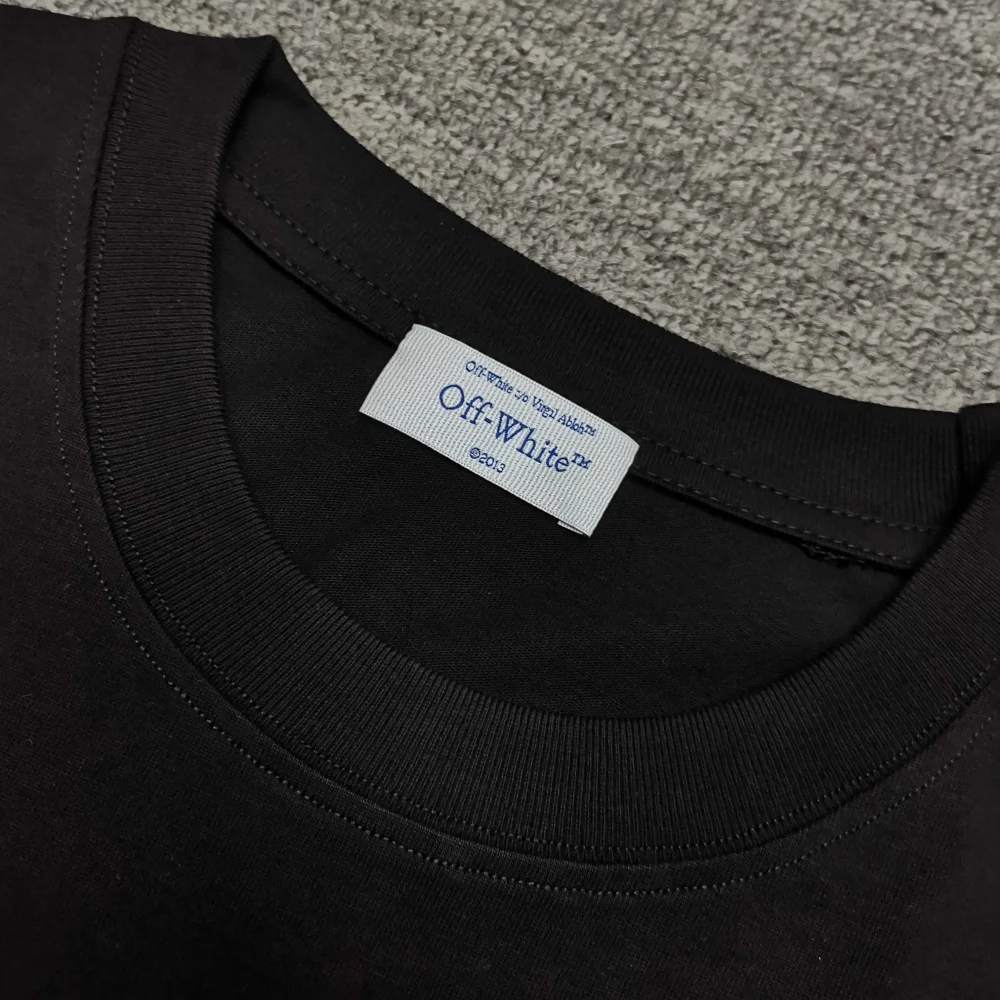 Off-White c/o Virgil Abloh™
Off-White™
©2013